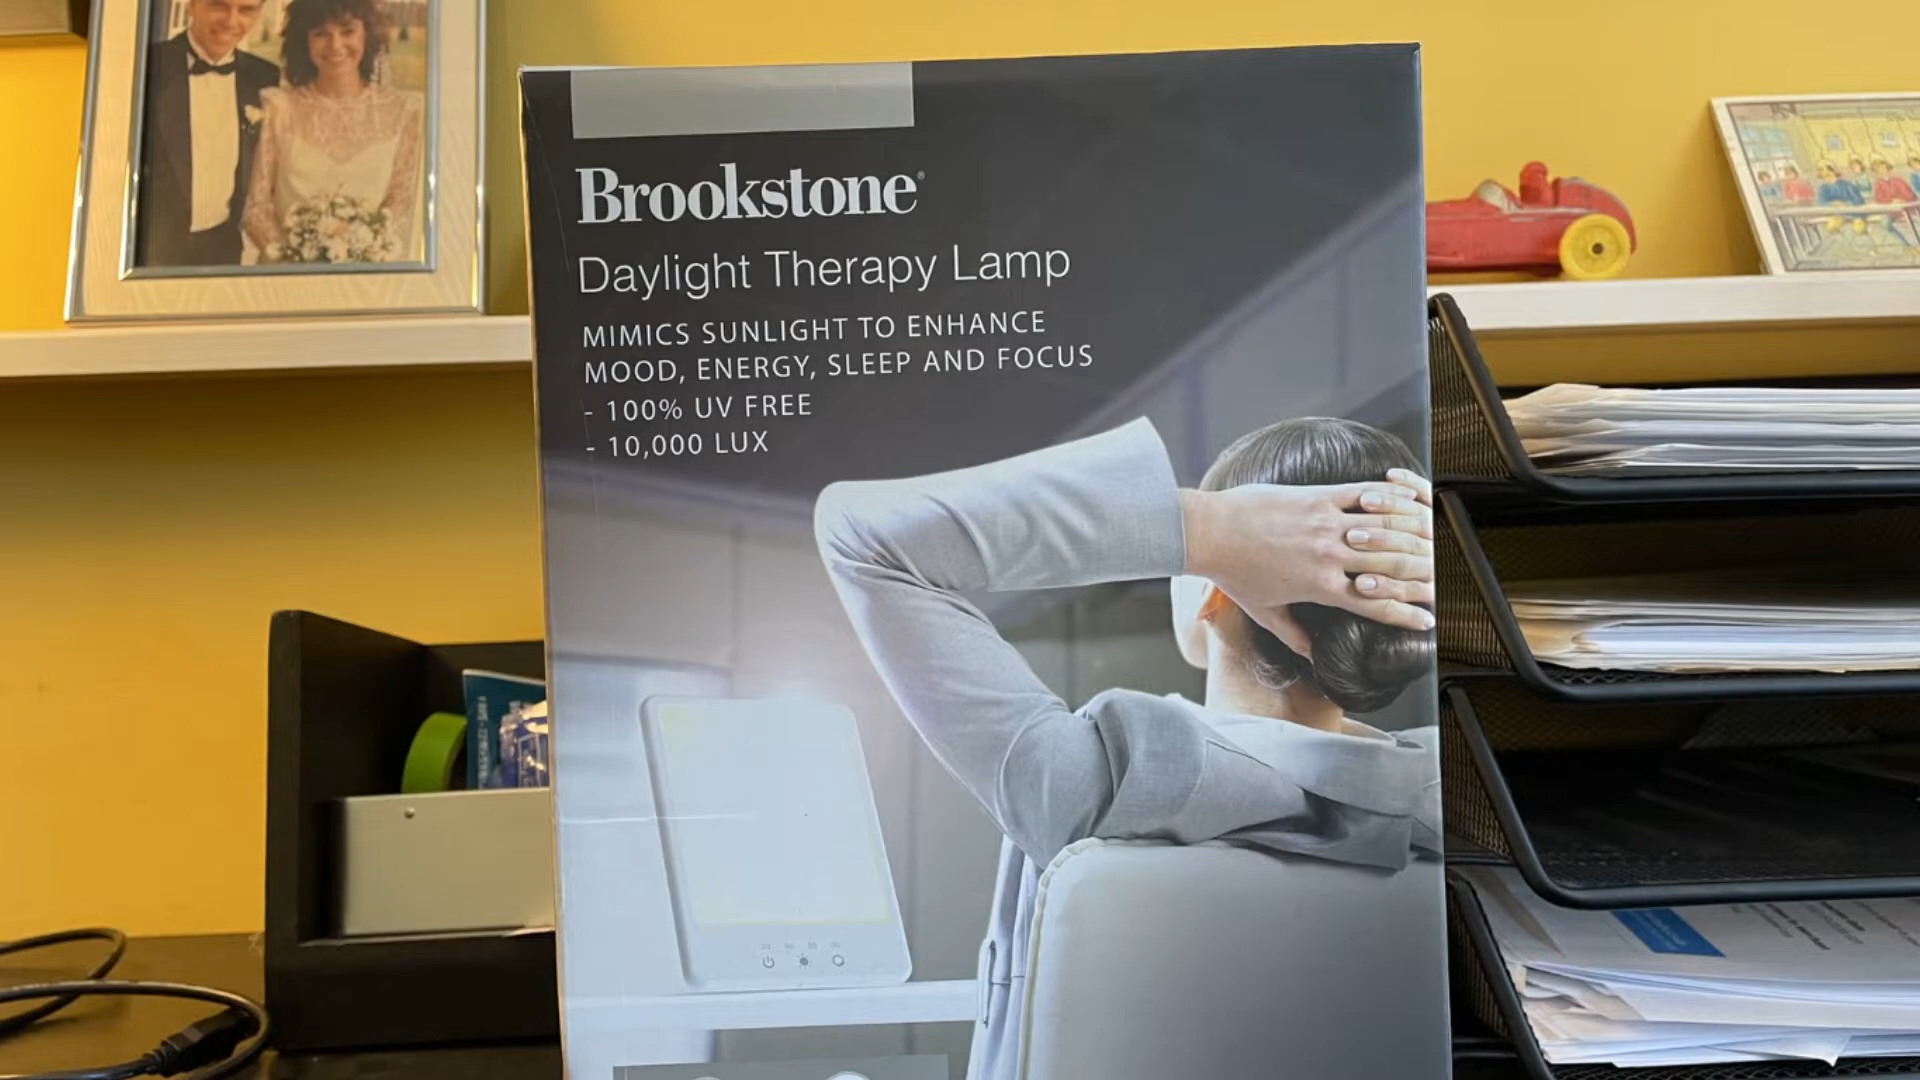 Brookstone®
Daylight Therapy Lamp
MIMICS SUNLIGHT TO ENHANCE
MOOD, ENERGY, SLEEP AND FOCUS
- 100% UV FREE
- 10,000 LUX